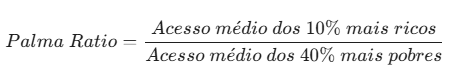 Palma Ratio = Acesso médio dos 10% mais ricos
Acesso médio dos 40% mais pobres